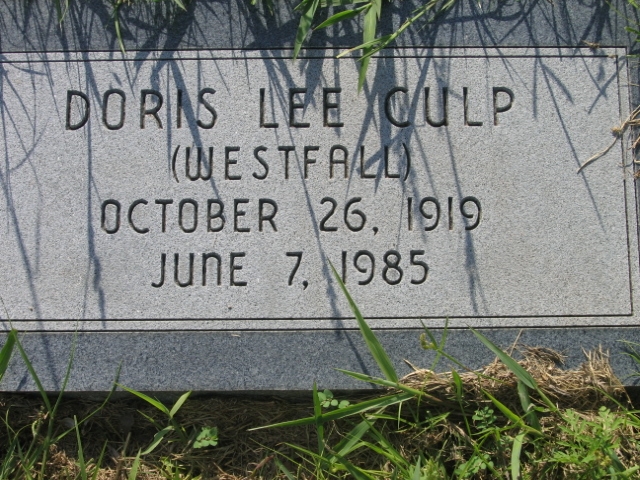 DORIS LEE CULP
(WESTFALL)
OCTOBER 26, 1919
JUNE 7, 1985